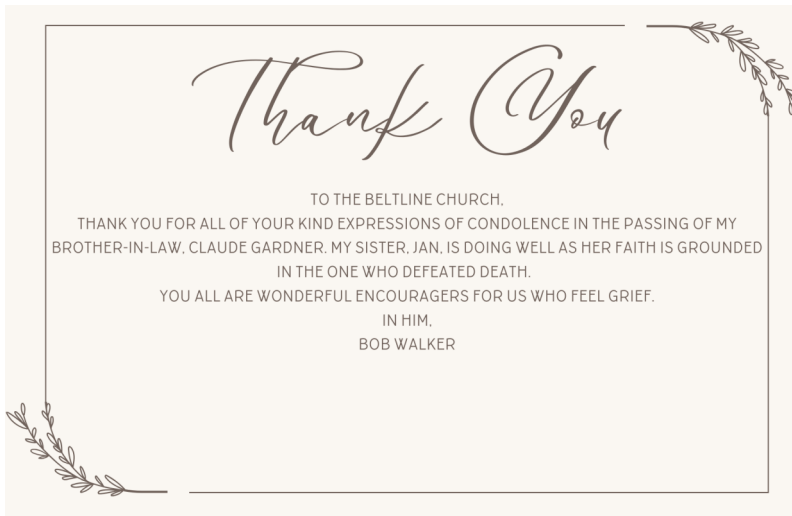 Thank You
TO THE BELTLINE CHURCH,
THANK YOU FOR ALL OF YOUR KIND EXPRESSIONS OF CONDOLENCE IN THE PASSING OF MY
BROTHER-IN-LAW, CLAUDE GARDNER. MY SISTER, JAN, IS DOING WELL AS HER FAITH IS GROUNDED
IN THE ONE WHO DEFEATED DEATH.
YOU ALL ARE WONDERFUL ENCOURAGERS FOR US WHO FEEL GRIEF.
IN HIM,
BOB WALKER